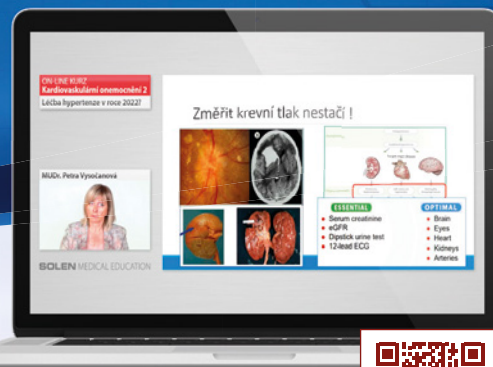 ON-LINE KURZ
Kardiovaskulární onemocnění 2
Léčba hypertenze v roce 2022?
MUDr. Petra Vysočanová
SOLEN MEDICAL EDUCATION
Změřit krevní tlak nestačí !
ESSENTIAL
• Serum creatinine
• eGFR
• Dipstick urine test
• 12-lead ECG
OPTIMAL
• Brain
• Eyes
• Heart
• Kidneys
• Arteries